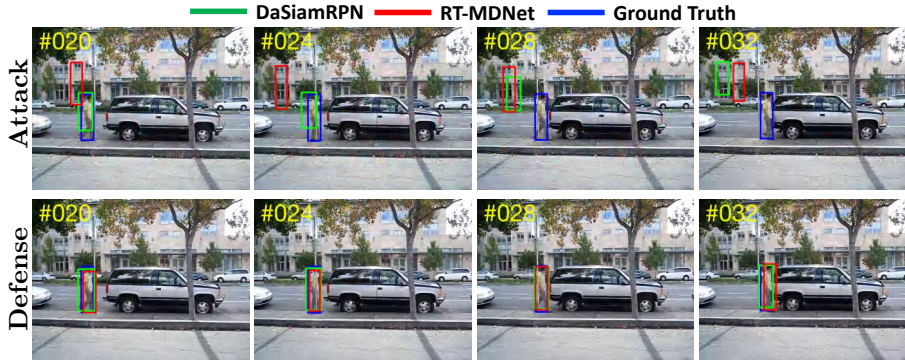 DaSiamRPN RT-MDNet Ground Truth
Attack
#020 #024 #028 #032
Defense
#020 #024 #028 #032